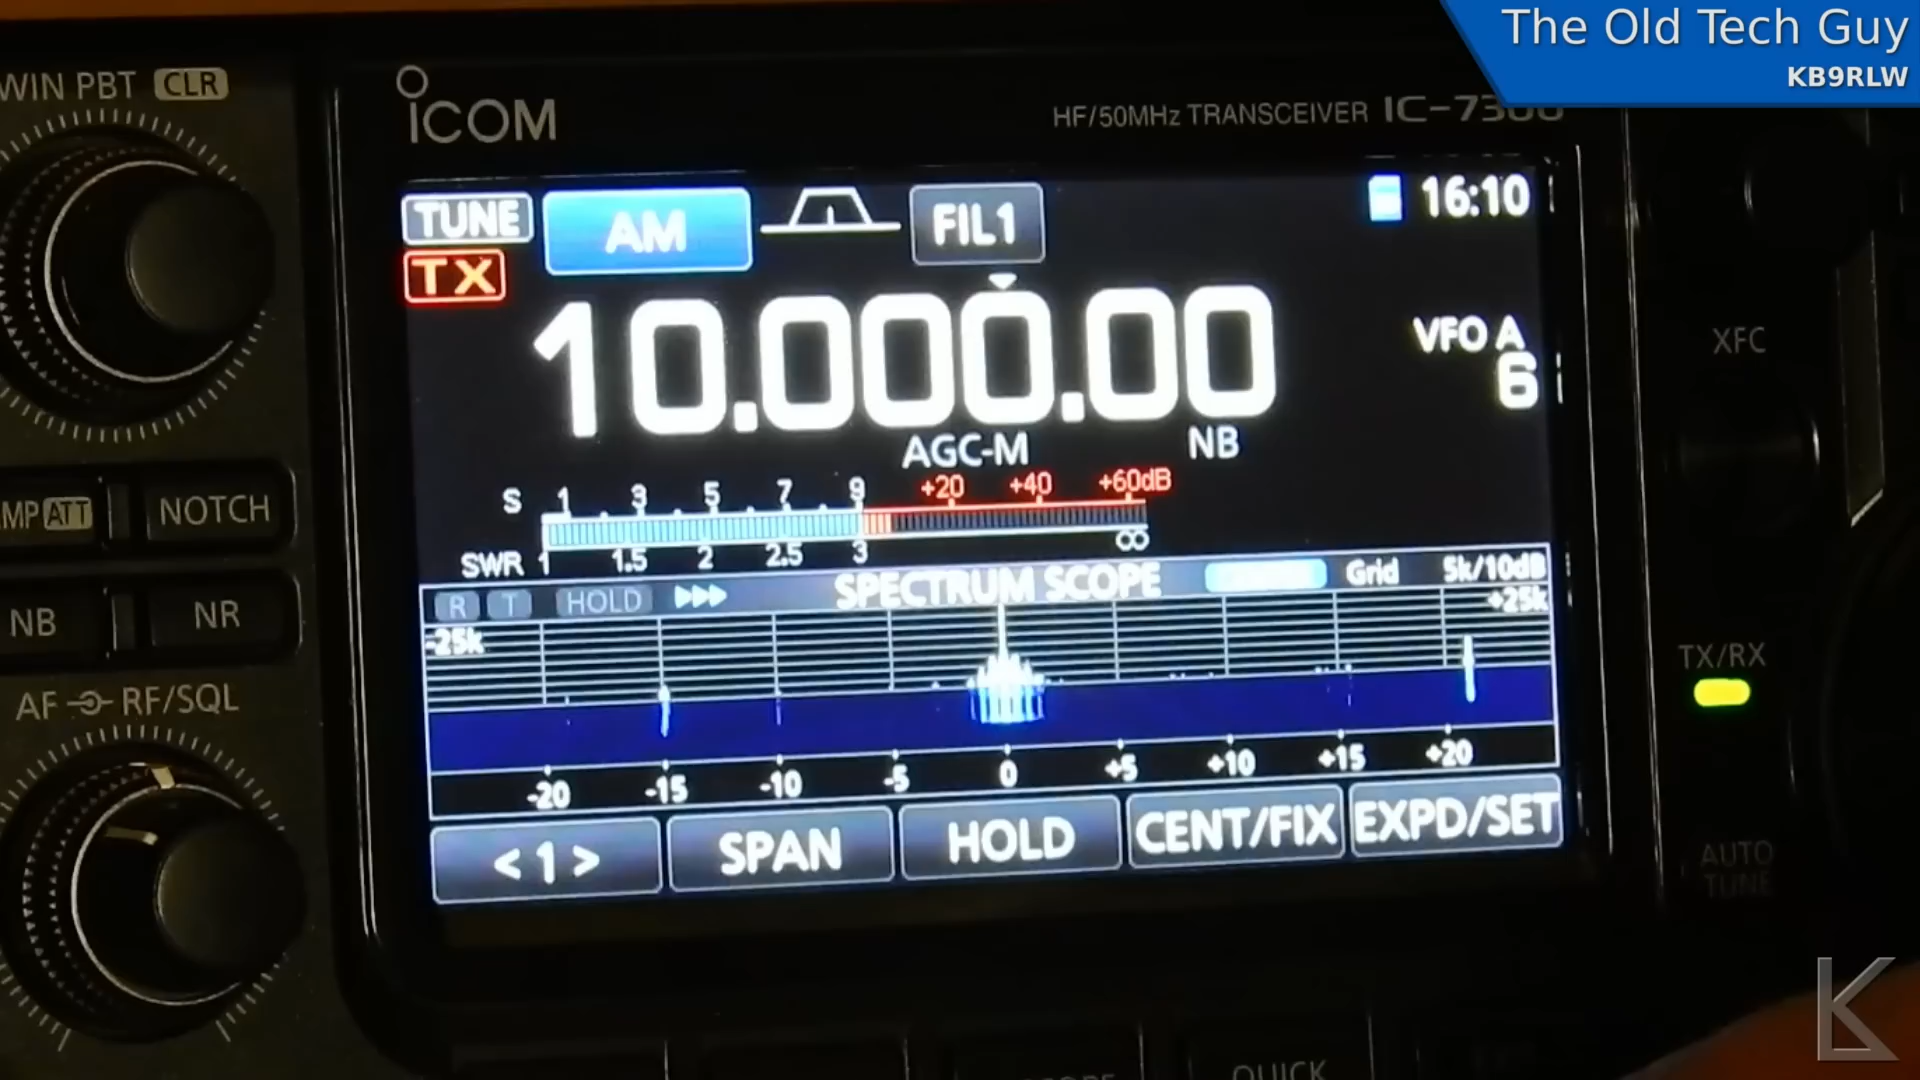 The Old Tech Guy
KB9RLW
WIN PBT CLR
ICOM
HF/50MHz TRANSCEIVER IC-7300
TUNE
AM
FIL1
16:10
TX
10.000.00
VFO A
6
XFC
AGC-M
NB
S 1 3 5 7 9 +20 +40 +60dB
SWR 1 1.5 2 2.5 3 ∞
MP ATT
NOTCH
NB
NR
R T HOLD
SPECTRUM SCOPE
Grid
5k/10dB
-25k
+25k
-20 -15 -10 -5 0 +5 +10 +15 +20
TX/RX
AF RF/SQL
<1>
SPAN
HOLD
CENT/FIX
EXPD/SET
AUTO
TUNE
QUICK
K